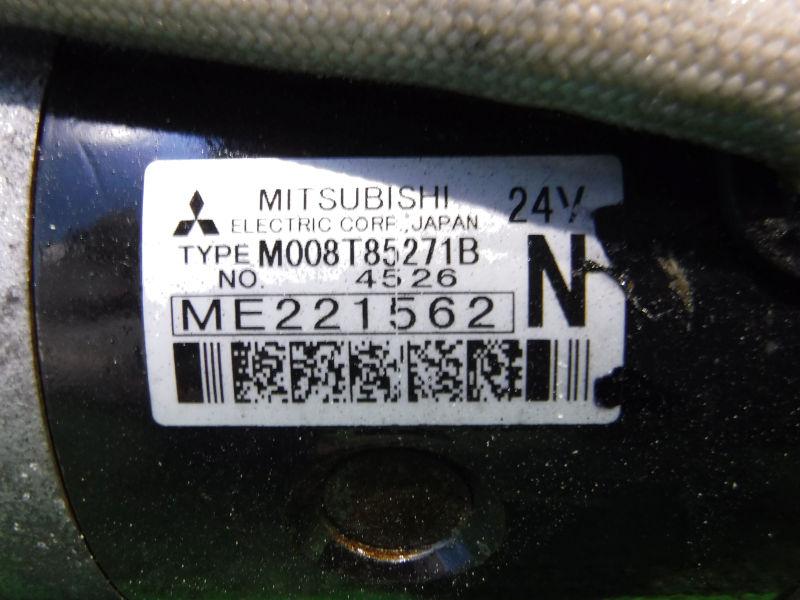 MITSUBISHI 24V
ELECTRIC CORP., JAPAN
TYPE M008T85271B
NO. 4526 N
ME221562